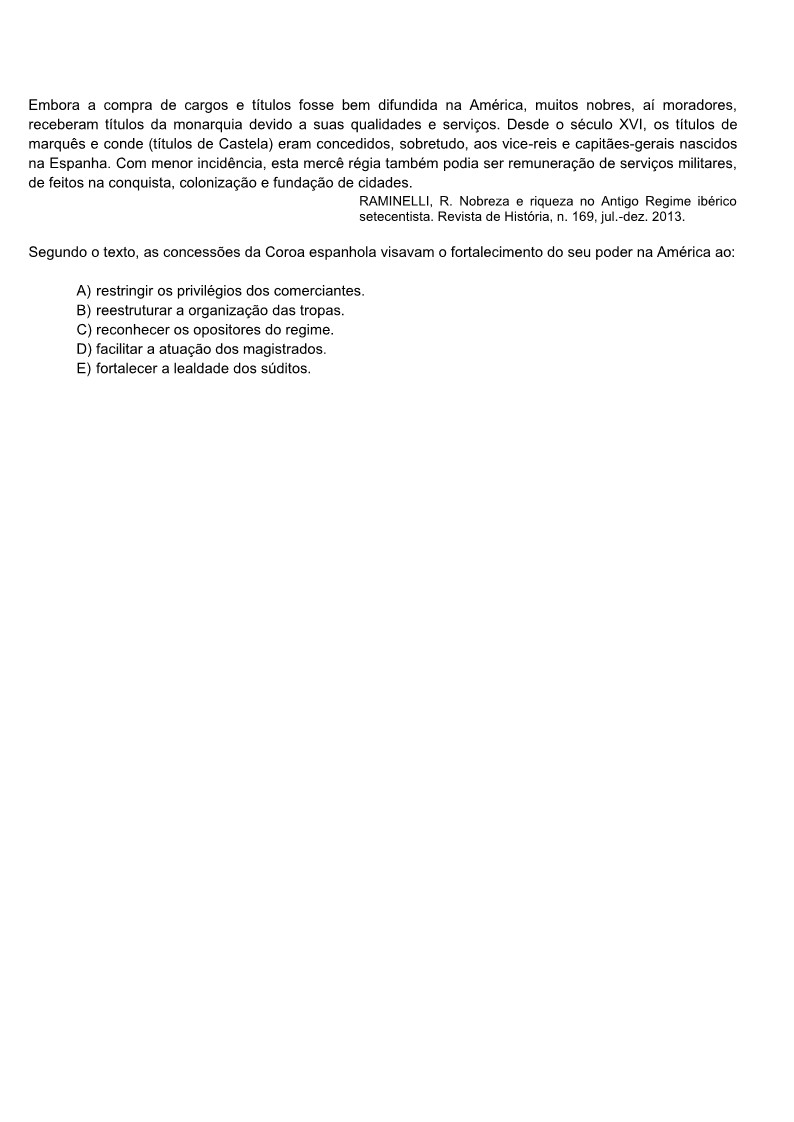 Embora a compra de cargos e títulos fosse bem difundida na América, muitos nobres, aí moradores,
receberam títulos da monarquia devido a suas qualidades e serviços. Desde o século XVI, os títulos de
marquês e conde (títulos de Castela) eram concedidos, sobretudo, aos vice-reis e capitães-gerais nascidos
na Espanha. Com menor incidência, esta mercê régia também podia ser remuneração de serviços militares,
de feitos na conquista, colonização e fundação de cidades.
RAMINELLI, R. Nobreza e riqueza no Antigo Regime ibérico
setecentista. Revista de História, n. 169, jul.-dez. 2013.
Segundo o texto, as concessões da Coroa espanhola visavam o fortalecimento do seu poder na América ao:
A) restringir os privilégios dos comerciantes.
B) reestruturar a organização das tropas.
C) reconhecer os opositores do regime.
D) facilitar a atuação dos magistrados.
E) fortalecer a lealdade dos súditos.